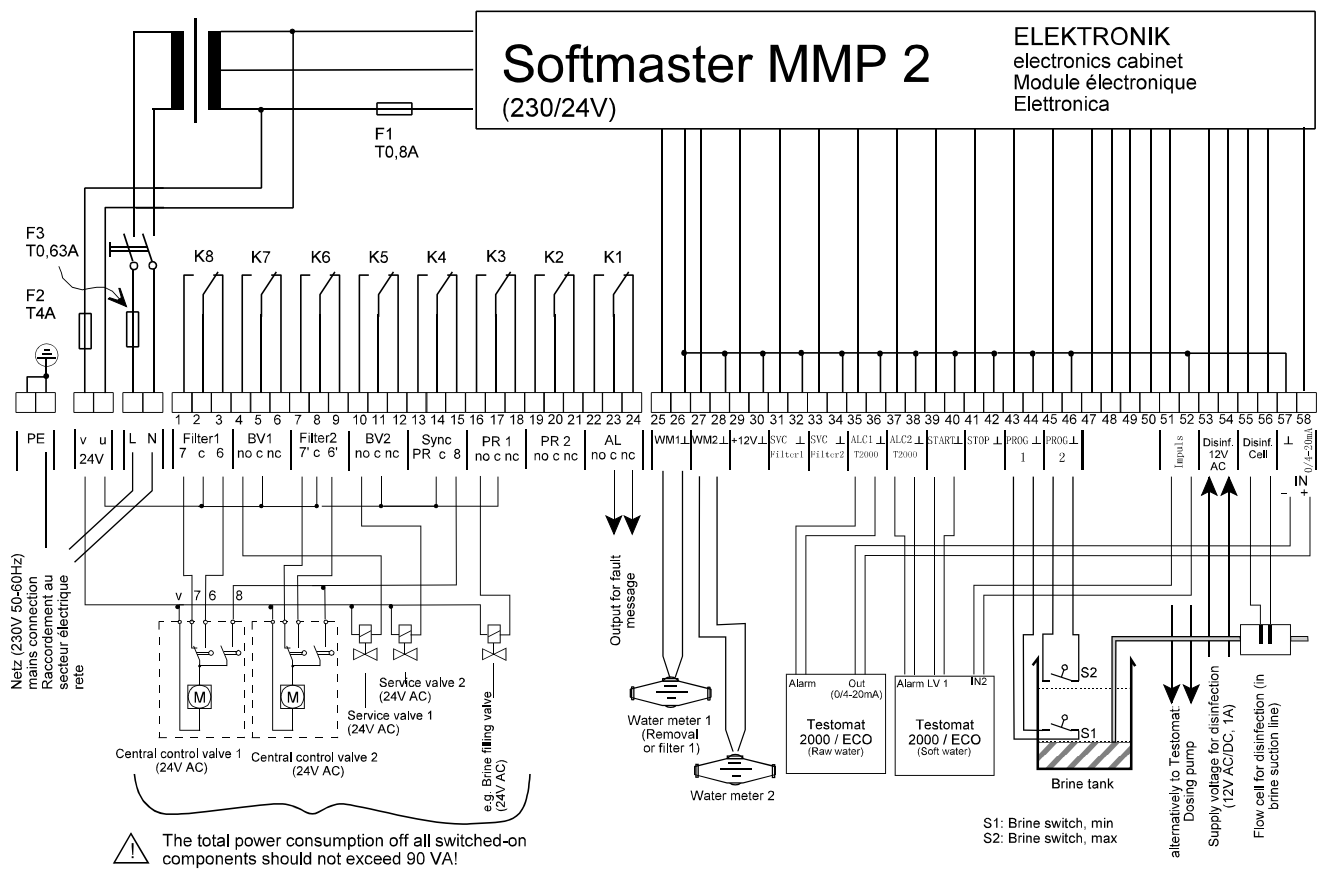 Softmaster MMP 2
(230/24V)
ELEKTRONIK
electronics cabinet
Module électronique
Elettronica
F1
T0,8A
F3
T0,63A
F2
T4A
K8
K7
K6
K5
K4
K3
K2
K1
1 2 3 4 5 6 7 8 9 10 11 12 13 14 15 16 17 18 19 20 21 22 23 24
25 26 27 28 29 30 31 32 33 34 35 36 37 38 39 40 41 42 43 44 45 46 47 48 49 50 51 52 53 54 55 56 57 58
PE
v u
24V
L N
Filter1
7 c 6
BV1
no c nc
Filter2
7' c 6'
BV2
no c nc
Sync
PR c 8
PR 1
no c nc
PR 2
no c nc
AL
no c nc
WM1⊥
WM2⊥
+12V⊥
SVC ⊥
Filter1
SVC ⊥
Filter2
ALC1 ⊥
T2000
ALC2 ⊥
T2000
START⊥
STOP ⊥
PROG ⊥
1
PROG ⊥
2
Impuls
Disinf.
12V
AC
Disinf.
Cell
⊥
0/4-20mA
IN
− +
Netz (230V 50-60Hz)
mains connection
Raccordement au
secteur électrique
rete
v 7 6 8
M
M
Central control valve 1
(24V AC)
Central control valve 2
(24V AC)
Service valve 2
(24V AC)
Service valve 1
(24V AC)
e.g. Brine filling valve
(24V AC)
Output for fault
message
Water meter 1
(Removal
or filter 1)
Water meter 2
Alarm
Out
(0/4-20mA)
Testomat
2000 / ECO
(Raw water)
Alarm LV 1
IN2
Testomat
2000 / ECO
(Soft water)
S2
S1
Brine tank
S1: Brine switch, min
S2: Brine switch, max
alternatively to Testomat:
Dosing pump
Supply voltage for disinfection
(12V AC/DC, 1A)
Flow cell for disinfection (in
brine suction line)
The total power consumption off all switched-on
components should not exceed 90 VA!